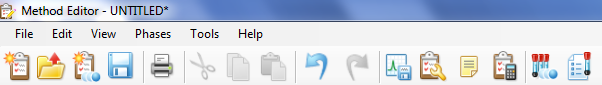 Method Editor - UNTITLED*
File Edit View Phases Tools Help